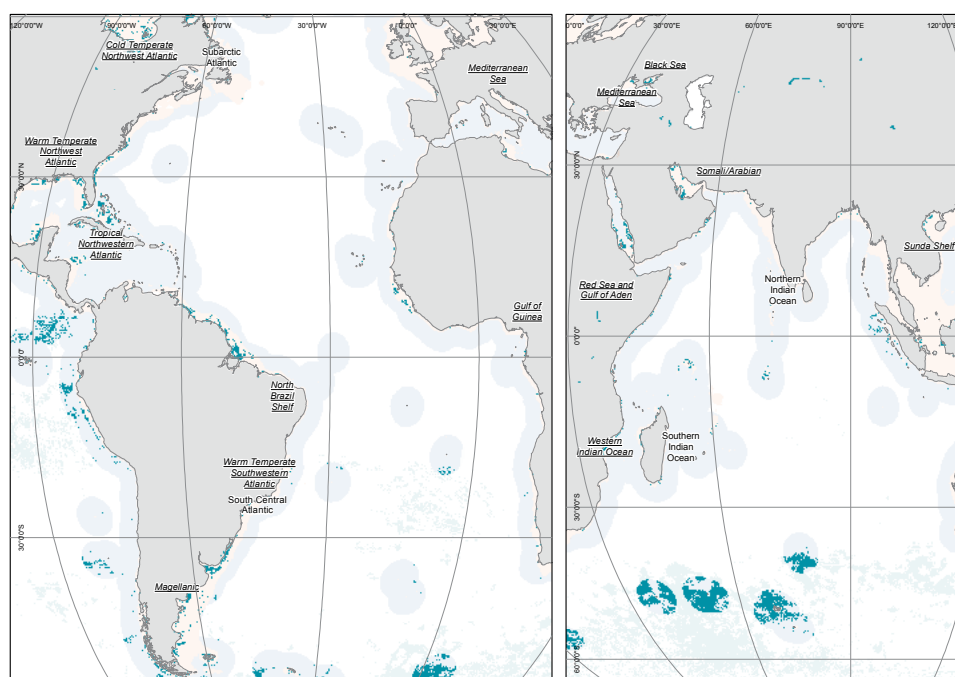 120°0'0"W
90°0'0"W
60°0'0"W
30°0'0"W
0°0'0"
Cold Temperate
Northwest Atlantic
Subarctic
Atlantic
Mediterranean
Sea
Warm Temperate
Northwest
Atlantic
30°0'0"N
Tropical
Northwestern
Atlantic
Gulf of
Guinea
0°0'0"
North
Brazil
Shelf
Warm Temperate
Southwestern
Atlantic
South Central
Atlantic
30°0'0"S
Magellanic
0°0'0"
30°0'0"E
60°0'0"E
90°0'0"E
120°0'0"E
Black Sea
Mediterranean
Sea
30°0'0"N
Somali/Arabian
Sunda Shelf
Red Sea and
Gulf of Aden
Northern
Indian
Ocean
0°0'0"
Western
Indian Ocean
Southern
Indian
Ocean
30°0'0"S
60°0'0"S